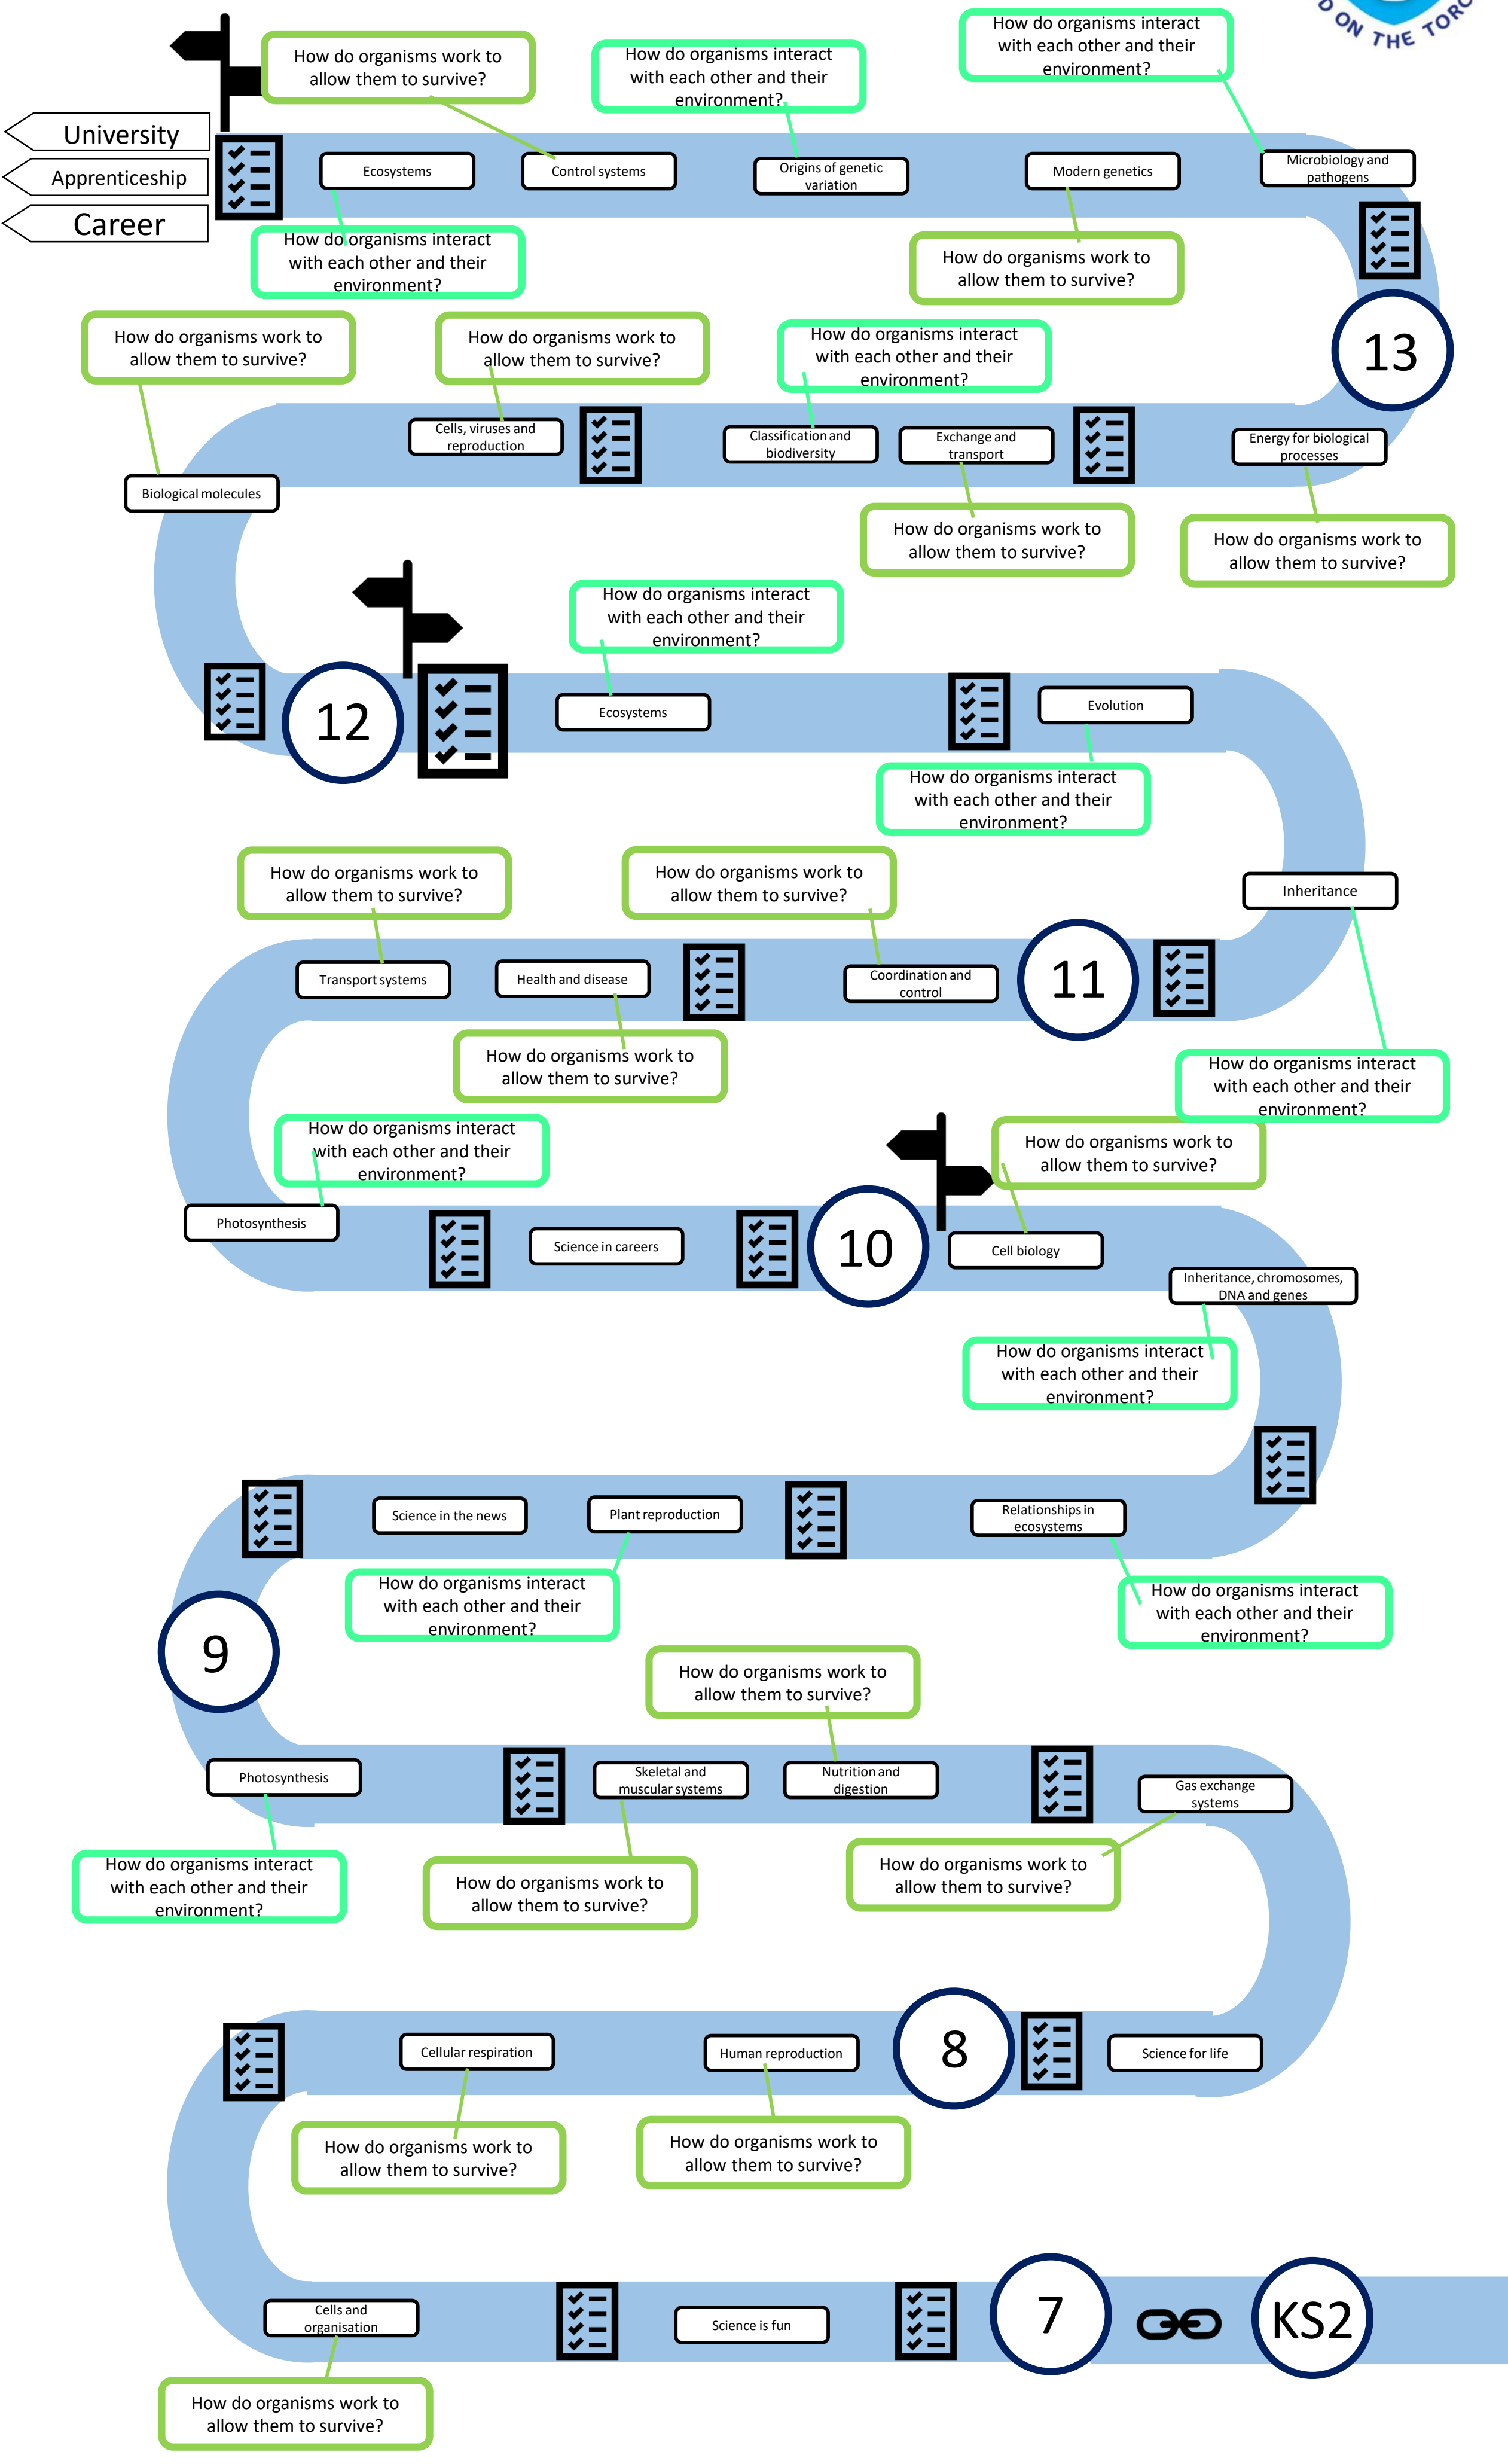 D ON THE TORC
How do organisms work to
allow them to survive?
How do organisms interact
with each other and their
environment?
How do organisms interact
with each other and their
environment?
University
Apprenticeship
Career
Ecosystems
Control systems
Origins of genetic
variation
Modern genetics
Microbiology and
pathogens
How do organisms interact
with each other and their
environment?
How do organisms work to
allow them to survive?
13
How do organisms work to
allow them to survive?
How do organisms work to
allow them to survive?
How do organisms interact
with each other and their
environment?
Biological molecules
Cells, viruses and
reproduction
Classification and
biodiversity
Exchange and
transport
Energy for biological
processes
How do organisms work to
allow them to survive?
How do organisms work to
allow them to survive?
How do organisms interact
with each other and their
environment?
12
Ecosystems
Evolution
How do organisms interact
with each other and their
environment?
How do organisms work to
allow them to survive?
How do organisms work to
allow them to survive?
Inheritance
Transport systems
Health and disease
Coordination and
control
11
How do organisms work to
allow them to survive?
How do organisms interact
with each other and their
environment?
How do organisms interact
with each other and their
environment?
How do organisms work to
allow them to survive?
Photosynthesis
Science in careers
10
Cell biology
Inheritance, chromosomes,
DNA and genes
How do organisms interact
with each other and their
environment?
Science in the news
Plant reproduction
Relationships in
ecosystems
How do organisms interact
with each other and their
environment?
How do organisms interact
with each other and their
environment?
9
How do organisms work to
allow them to survive?
Photosynthesis
Skeletal and
muscular systems
Nutrition and
digestion
Gas exchange
systems
How do organisms interact
with each other and their
environment?
How do organisms work to
allow them to survive?
How do organisms work to
allow them to survive?
Cellular respiration
Human reproduction
8
Science for life
How do organisms work to
allow them to survive?
How do organisms work to
allow them to survive?
Cells and
organisation
Science is fun
7
KS2
How do organisms work to
allow them to survive?